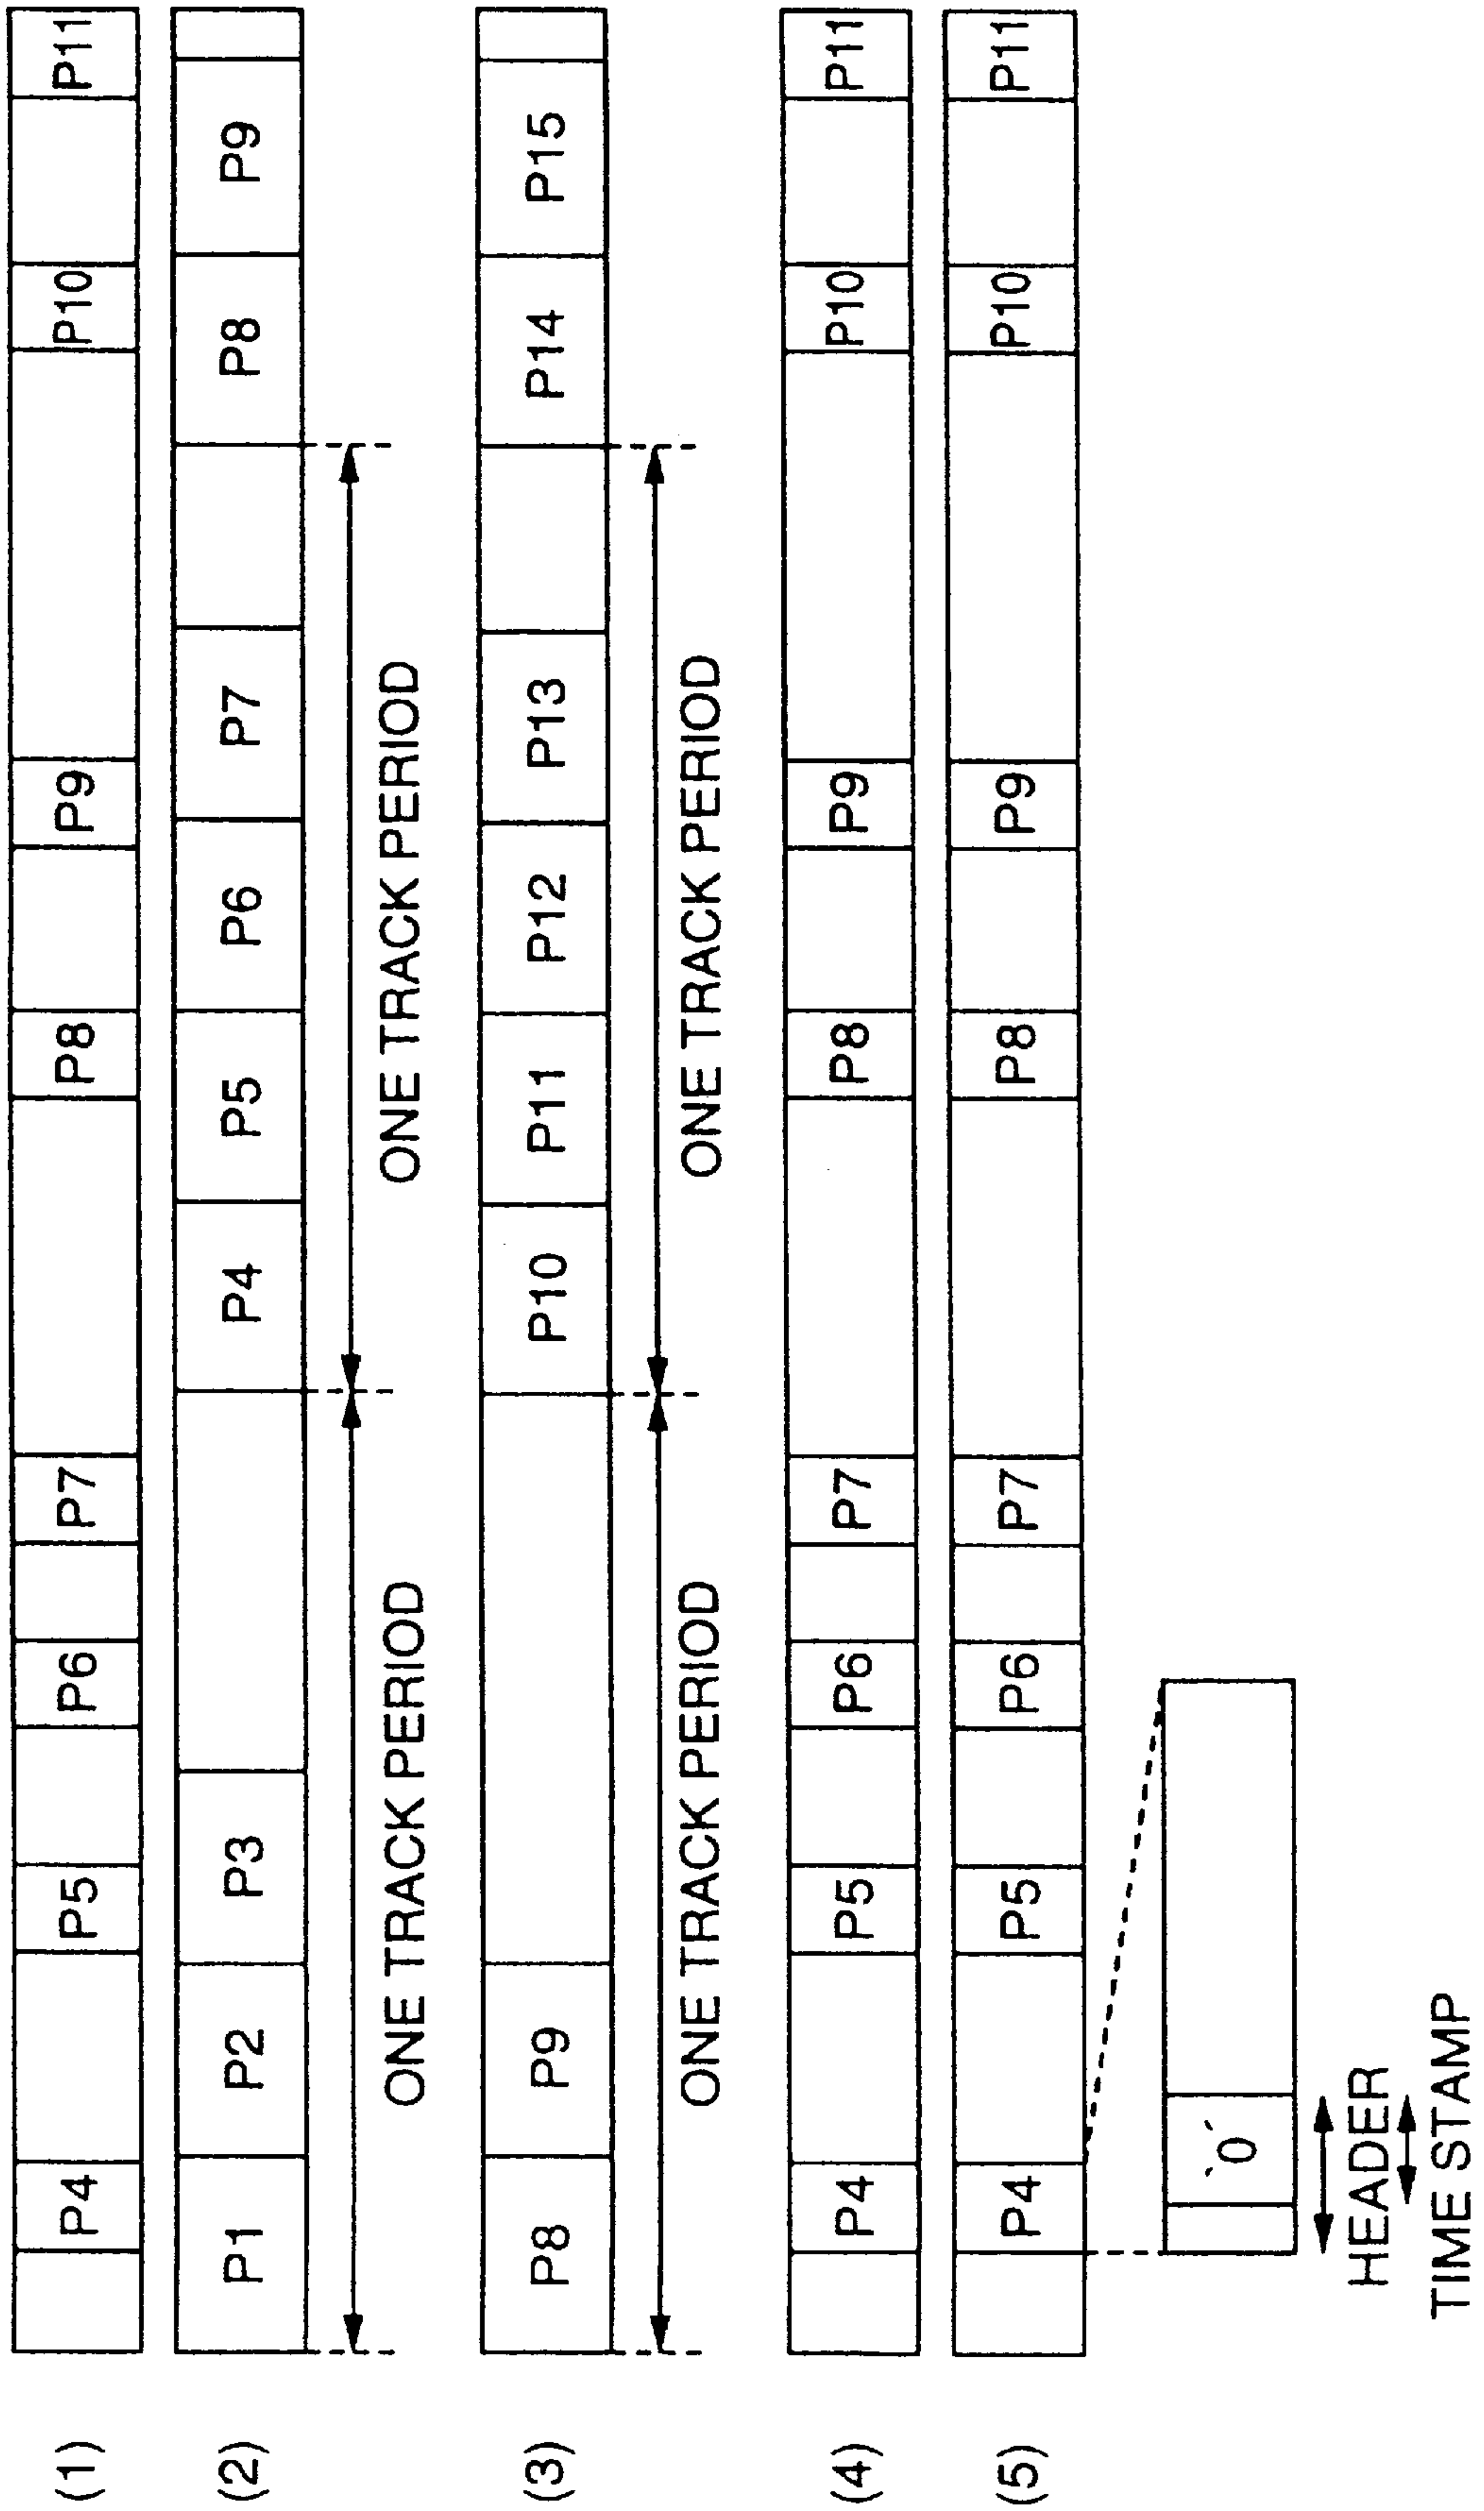 (1) P4 P5 P6 P7 P8 P9 P10 P11
(2) P1 P2 P3 P4 P5 P6 P7 P8 P9
ONE TRACK PERIOD ONE TRACK PERIOD
(3) P8 P9 P10 P11 P12 P13 P14 P15
ONE TRACK PERIOD ONE TRACK PERIOD
(4) P4 P5 P6 P7 P8 P9 P10 P11
(5) P4 P5 P6 P7 P8 P9 P10 P11
`0´
HEADER
TIME STAMP